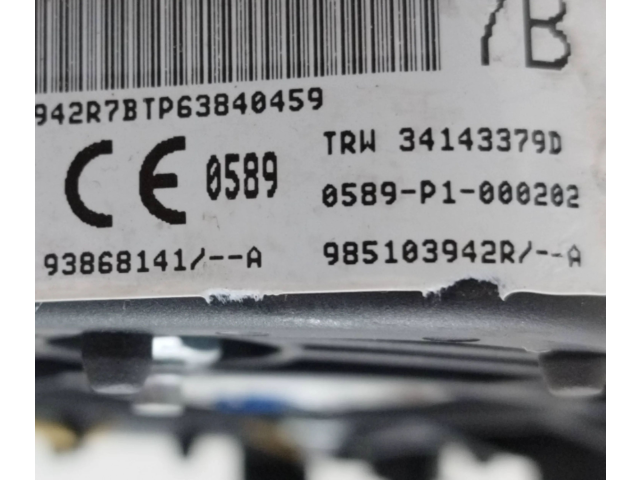 7B
942R7BTP63840459
CE 0589
TRW 34143379D
0589-P1-000202
93868141/--A
985103942R/--A